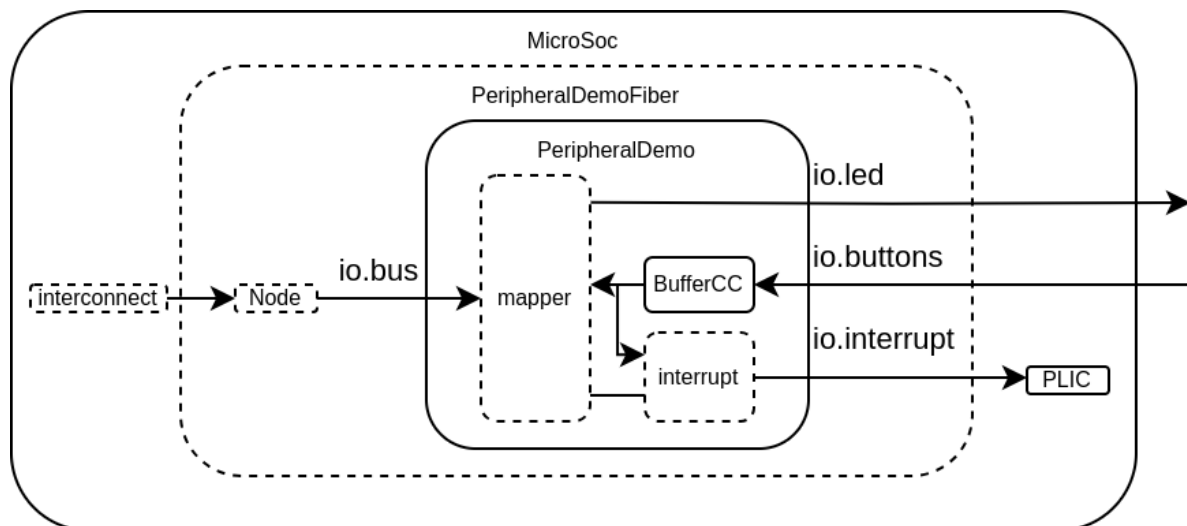 MicroSoc
PeripheralDemoFiber
PeripheralDemo
io.led
io.buttons
io.bus
BufferCC
interconnect
Node
mapper
io.interrupt
interrupt
PLIC